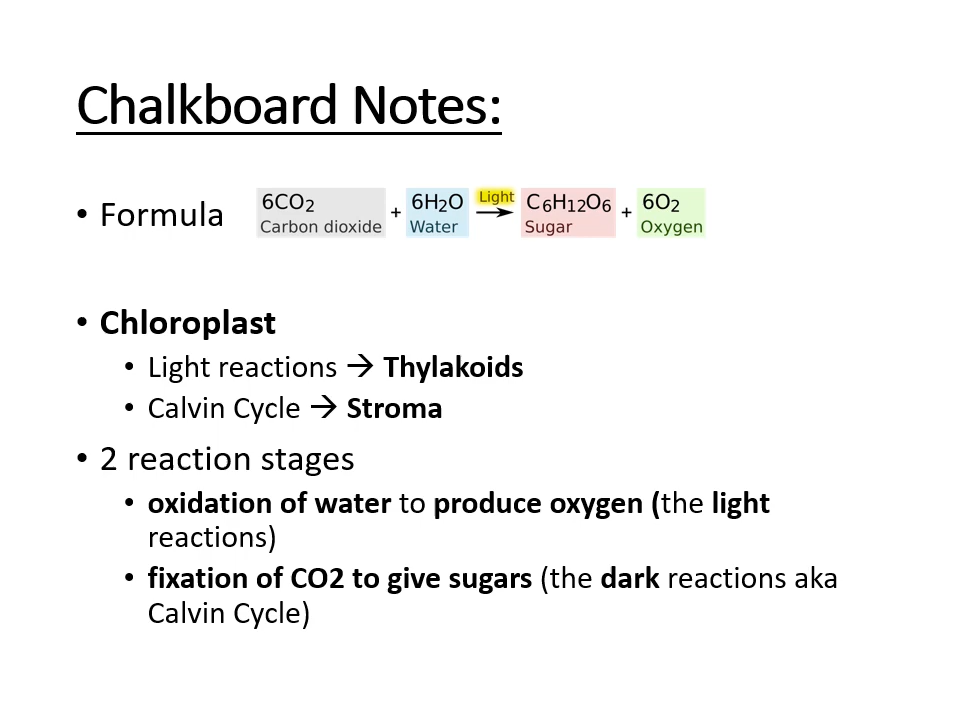 Chalkboard Notes:
• Formula 6CO2 + 6H2O Light → C6H12O6 + 6O2
Carbon dioxide Water Sugar Oxygen
• Chloroplast
• Light reactions → Thylakoids
• Calvin Cycle → Stroma
• 2 reaction stages
• oxidation of water to produce oxygen (the light
reactions)
• fixation of CO2 to give sugars (the dark reactions aka
Calvin Cycle)